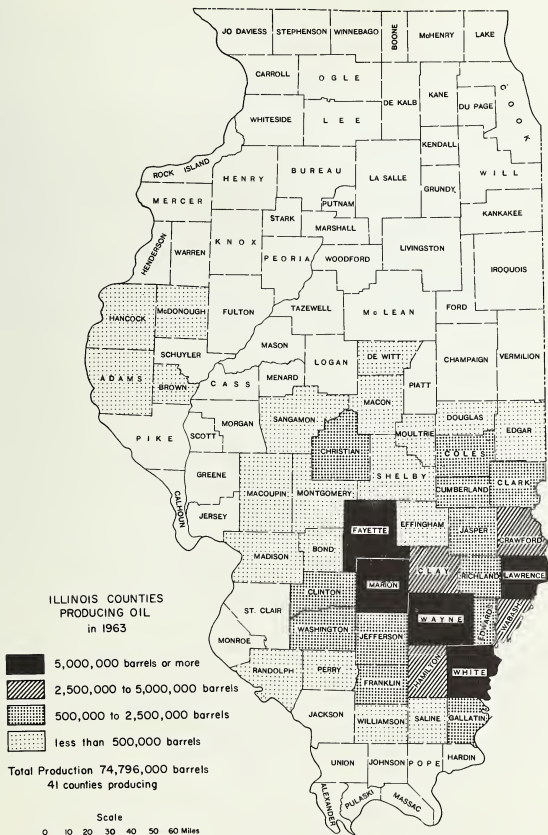 JO DAVIESS STEPHENSON WINNEBAGO BOONE McHENRY LAKE
CARROLL OGLE DE KALB KANE COOK
DU PAGE
WHITESIDE LEE
KENDALL
ROCK ISLAND HENRY BUREAU LA SALLE GRUNDY WILL
MERCER PUTNAM
STARK MARSHALL KANKAKEE
HENDERSON WARREN KNOX PEORIA WOODFORD LIVINGSTON
IROQUOIS
HANCOCK McDONOUGH FULTON TAZEWELL McLEAN FORD
MASON
SCHUYLER LOGAN DE WITT CHAMPAIGN VERMILION
ADAMS BROWN CASS MENARD PIATT
MACON
PIKE SCOTT MORGAN SANGAMON DOUGLAS EDGAR
CHRISTIAN MOULTRIE COLES
GREENE SHELBY CLARK
CALHOUN JERSEY MACOUPIN MONTGOMERY CUMBERLAND
FAYETTE EFFINGHAM JASPER CRAWFORD
MADISON BOND
CLAY RICHLAND LAWRENCE
CLINTON MARION
ST. CLAIR WAYNE EDWARDS WABASH
WASHINGTON JEFFERSON
MONROE
RANDOLPH PERRY HAMILTON WHITE
FRANKLIN
JACKSON WILLIAMSON SALINE GALLATIN
UNION JOHNSON POPE HARDIN
ALEXANDER PULASKI MASSAC
ILLINOIS COUNTIES
PRODUCING OIL
in 1963
5,000,000 barrels or more
2,500,000 to 5,000,000 barrels
500,000 to 2,500,000 barrels
less than 500,000 barrels
Total Production 74,796,000 barrels
41 counties producing
Scale
0 10 20 30 40 50 60 Miles